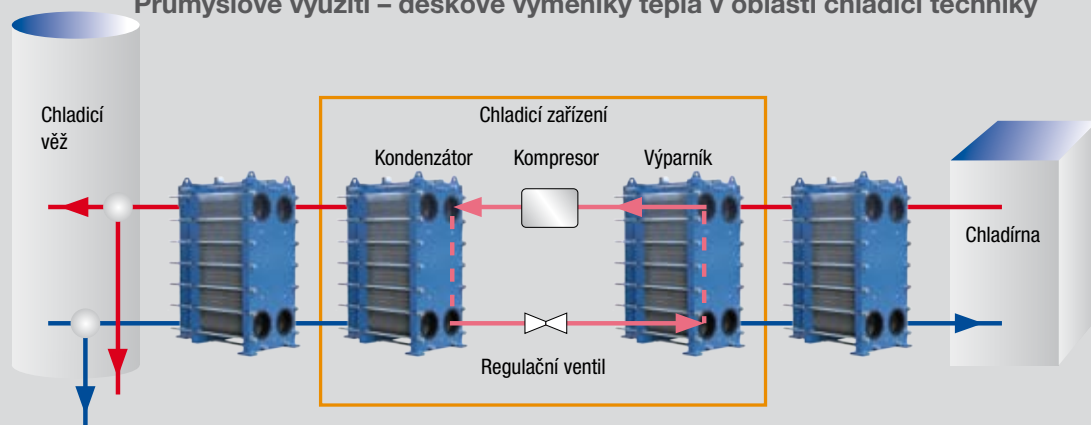 Průmyslové využití – deskové výměníky tepla v oblasti chladicí techniky
Chladicí
věž
Chladicí zařízení
Kondenzátor
Kompresor
Výparník
Chladírna
Regulační ventil